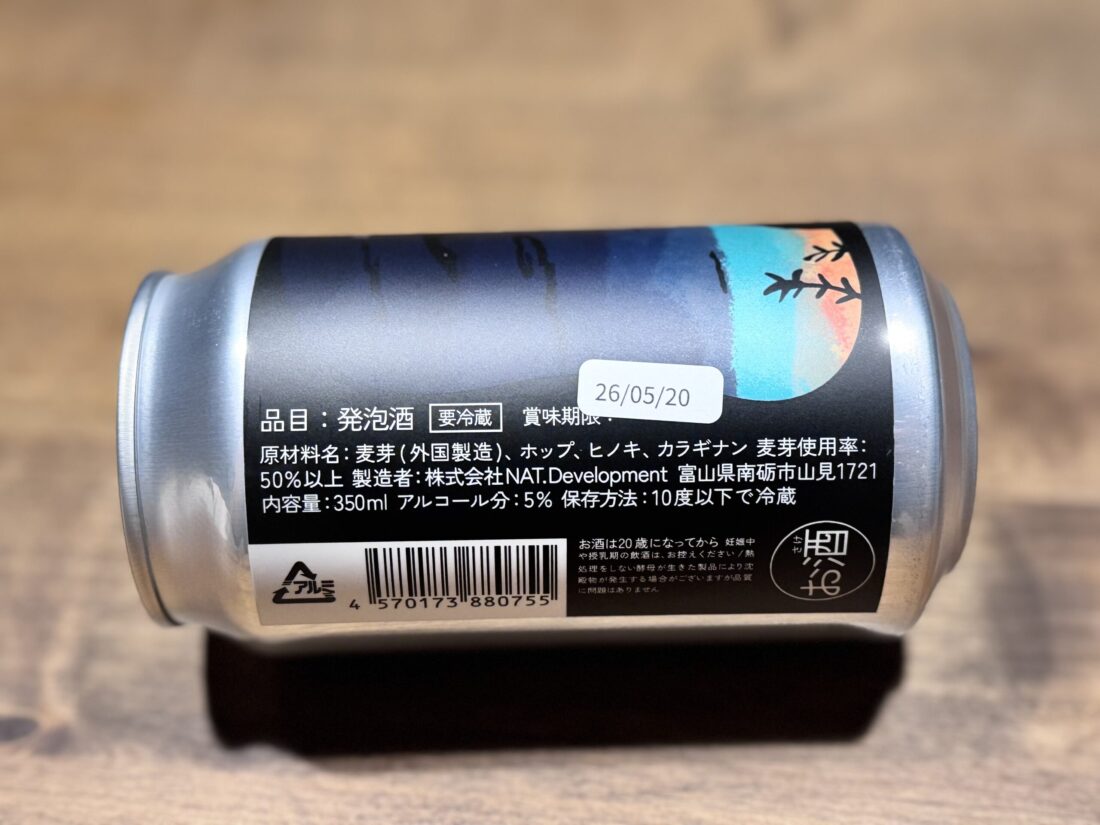 26/05/20
品目：発泡酒 要冷蔵 賞味期限：
原材料名：麦芽(外国製造)、ホップ、ヒノキ、カラギナン 麦芽使用率：
50%以上 製造者：株式会社NAT.Development 富山県南砺市山見1721
内容量：350ml アルコール分：5% 保存方法：10度以下で冷蔵
お酒は20歳になってから 妊娠中
や授乳期の飲酒は、お控えください/熱
処理をしない酵母が生きた製品により沈
殿物が発生する場合がございますが品質
に問題はありません
さけ
お酒
アルミ
4 570173 880755